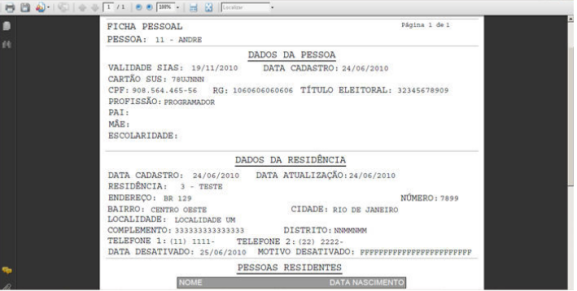 1 / 1 100% Localizar
FICHA PESSOAL Página 1 de 1
PESSOA: 11 - ANDRE
DADOS DA PESSOA
VALIDADE SIAS: 19/11/2010 DATA CADASTRO: 24/06/2010
CARTÃO SUS: 78UJNNN
CPF: 908.564.465-56 RG: 1060606060606 TÍTULO ELEITORAL: 32345678909
PROFISSÃO: PROGRAMADOR
PAI:
MÃE:
ESCOLARIDADE:
DADOS DA RESIDÊNCIA
DATA CADASTRO: 24/06/2010 DATA ATUALIZAÇÃO: 24/06/2010
RESIDÊNCIA: 3 - TESTE
ENDEREÇO: BR 129 NÚMERO: 7899
BAIRRO: CENTRO OESTE CIDADE: RIO DE JANEIRO
LOCALIDADE: LOCALIDADE UM
COMPLEMENTO: 333333333333333 DISTRITO: NNMMNMM
TELEFONE 1: (11) 1111- TELEFONE 2: (22) 2222-
DATA DESATIVADO: 25/06/2010 MOTIVO DESATIVADO: FFFFFFFFFFFFFFFFFFFFFFFF
PESSOAS RESIDENTES
NOME DATA NASCIMENTO